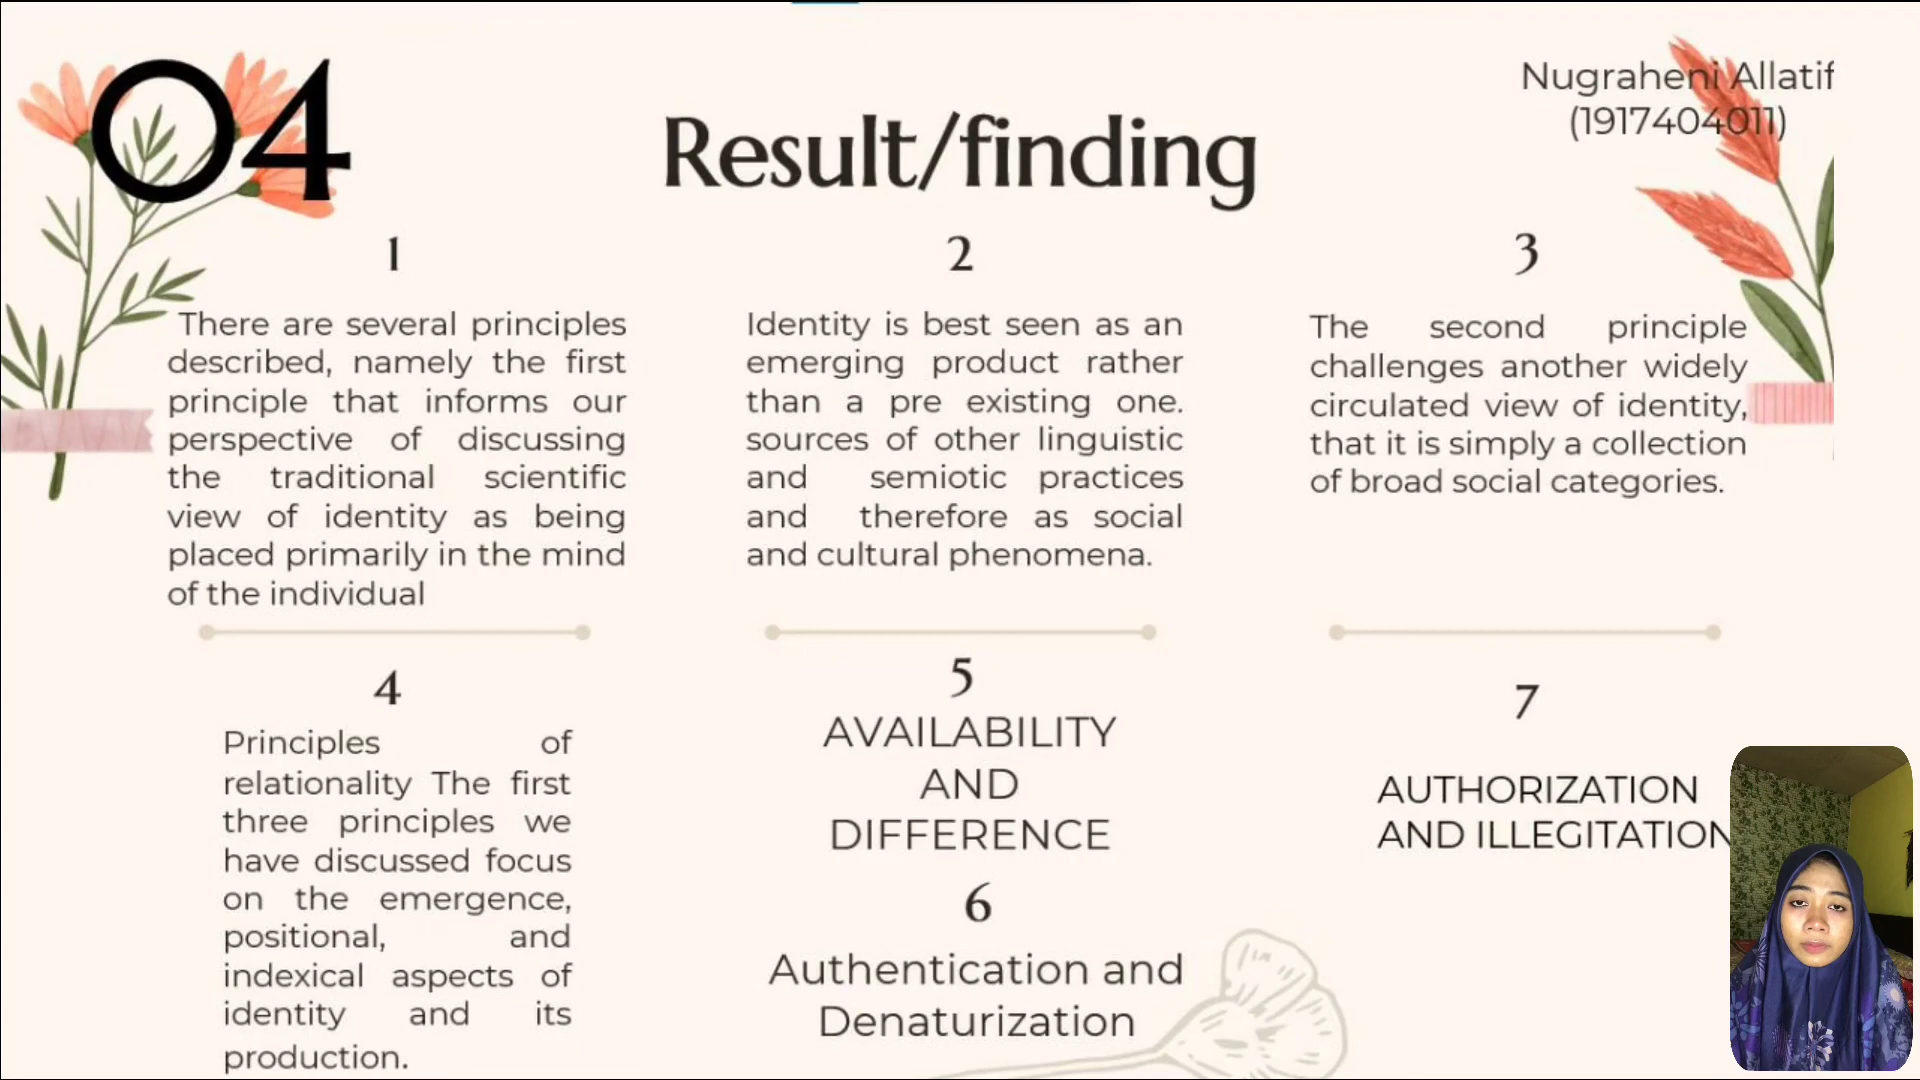 04
Nugraheni Allatif
(1917404011)
Result/finding
1
There are several principles
described, namely the first
principle that informs our
perspective of discussing
the traditional scientific
view of identity as being
placed primarily in the mind
of the individual
2
Identity is best seen as an
emerging product rather
than a pre existing one.
sources of other linguistic
and semiotic practices
and therefore as social
and cultural phenomena.
3
The second principle
challenges another widely
circulated view of identity,
that it is simply a collection
of broad social categories.
4
Principles of
relationality The first
three principles we
have discussed focus
on the emergence,
positional, and
indexical aspects of
identity and its
production.
5
AVAILABILITY
AND
DIFFERENCE
6
Authentication and
Denaturization
7
AUTHORIZATION
AND ILLEGITATION